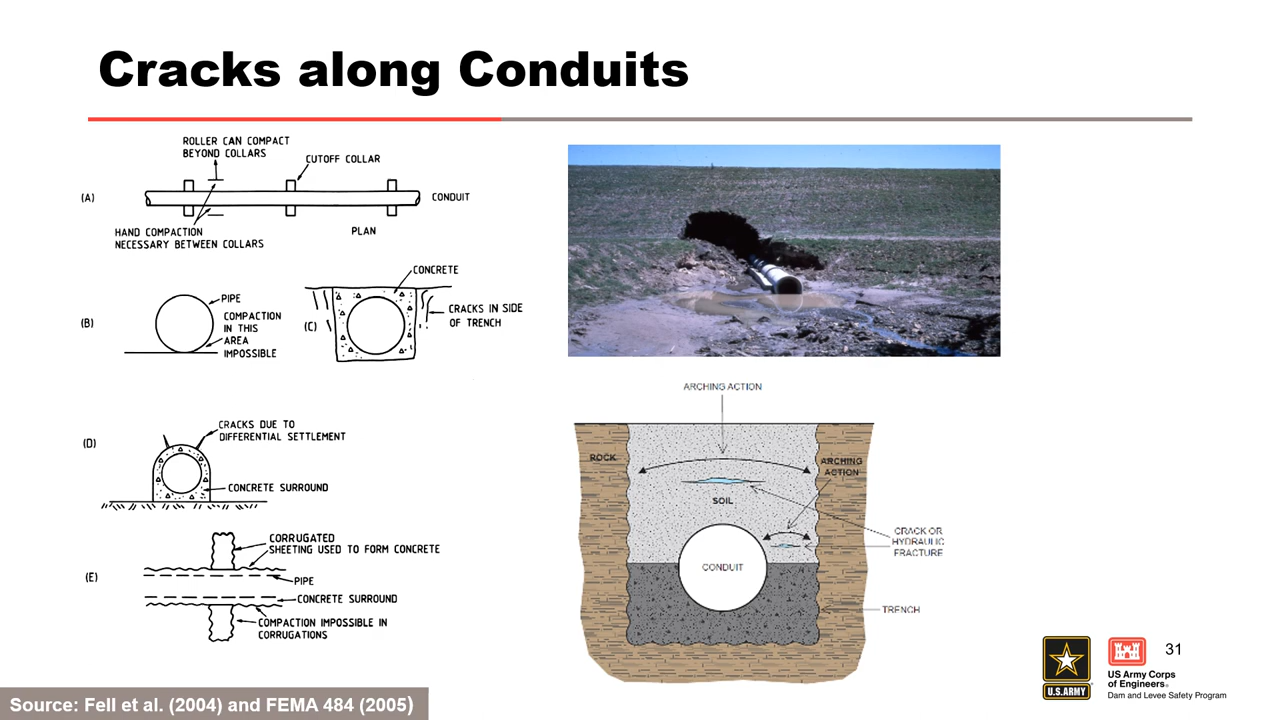 Cracks along Conduits
ROLLER CAN COMPACT
BEYOND COLLARS
CUTOFF COLLAR
(A)
CONDUIT
HAND COMPACTION
NECESSARY BETWEEN COLLARS
PLAN
CONCRETE
(B)
PIPE
COMPACTION
IN THIS
AREA
IMPOSSIBLE
(C)
CRACKS IN SIDE
OF TRENCH
(D)
CRACKS DUE TO
DIFFERENTIAL SETTLEMENT
CONCRETE SURROUND
(E)
CORRUGATED
SHEETING USED TO FORM CONCRETE
PIPE
CONCRETE SURROUND
COMPACTION IMPOSSIBLE IN
CORRUGATIONS
ARCHING ACTION
ROCK
ARCHING
ACTION
SOIL
CRACK OR
HYDRAULIC
FRACTURE
CONDUIT
TRENCH
U.S.ARMY
US Army Corps
of Engineers®
Dam and Levee Safety Program
31
Source: Fell et al. (2004) and FEMA 484 (2005)